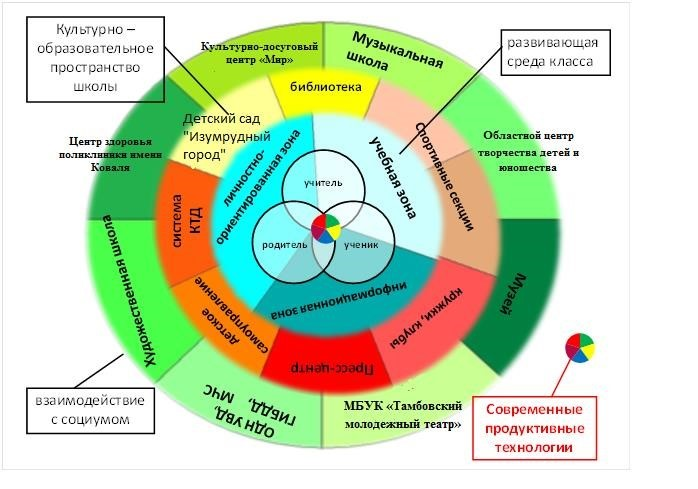 Культурно –
образовательное
пространство
школы
Культурно-досуговый
центр «Мир»
Музыкальная
школа
развивающая
среда класса
библиотека
Детский сад
"Изумрудный
город"
Центр здоровья
поликлиники имени
Коваля
Областной центр
творчества детей и
юношества
Спортивные секции
личностно-
ориентированная зона
учебная зона
учитель
родитель
ученик
система
КТД
информационная зона
Художественная школа
детское
самоуправление
Пресс-центр
кружки, клубы
Музей
ОДН УВД,
ГИБДД, МЧС
МБУК «Тамбовский
молодежный театр»
взаимодействие
с социумом
Современные
продуктивные
технологии